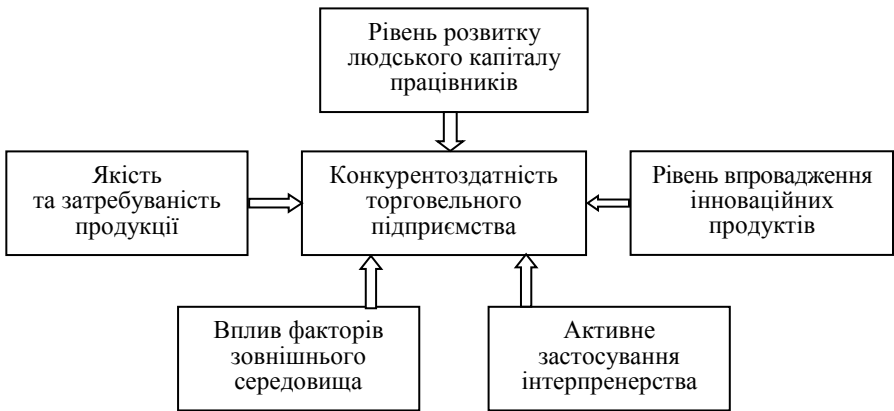 Рівень розвитку
людського капіталу
працівників
Якість
та затребуваність
продукції
Конкурентоздатність
торговельного
підприємства
Рівень впровадження
інноваційних
продуктів
Вплив факторів
зовнішнього
середовища
Активне
застосування
інтерпренерства